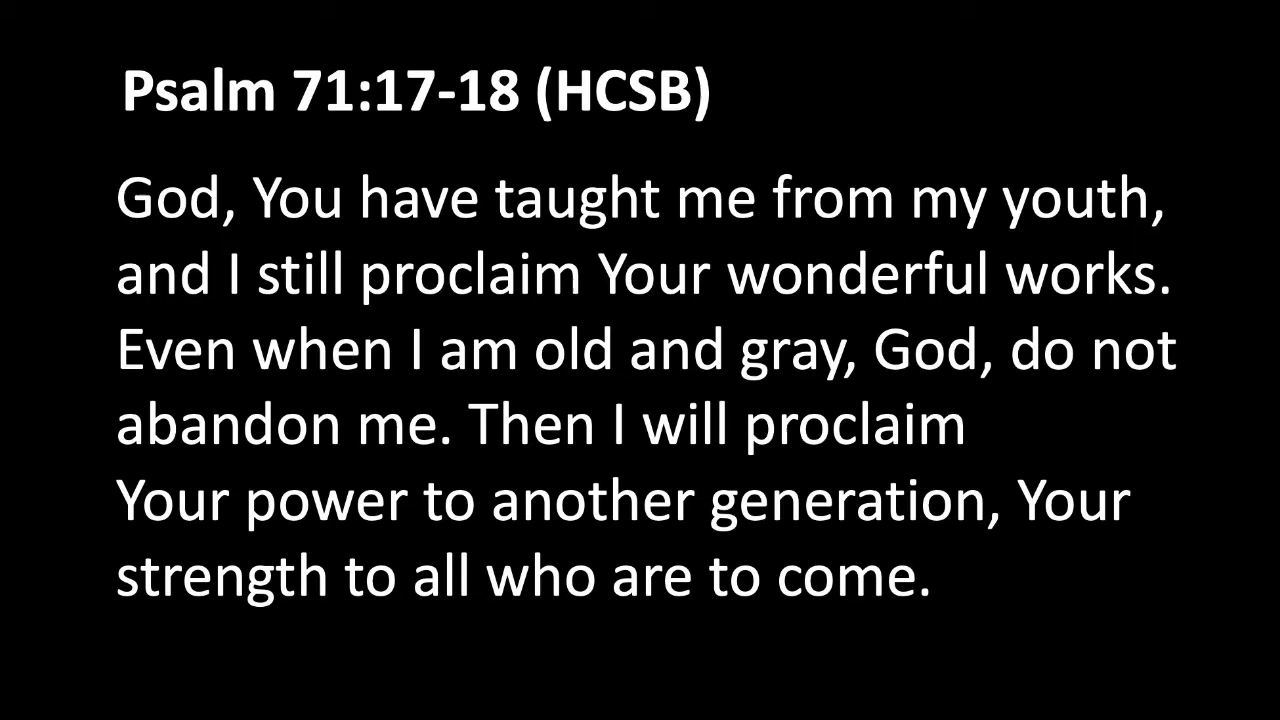 Psalm 71:17-18 (HCSB)
God, You have taught me from my youth,
and I still proclaim Your wonderful works.
Even when I am old and gray, God, do not
abandon me. Then I will proclaim
Your power to another generation, Your
strength to all who are to come.